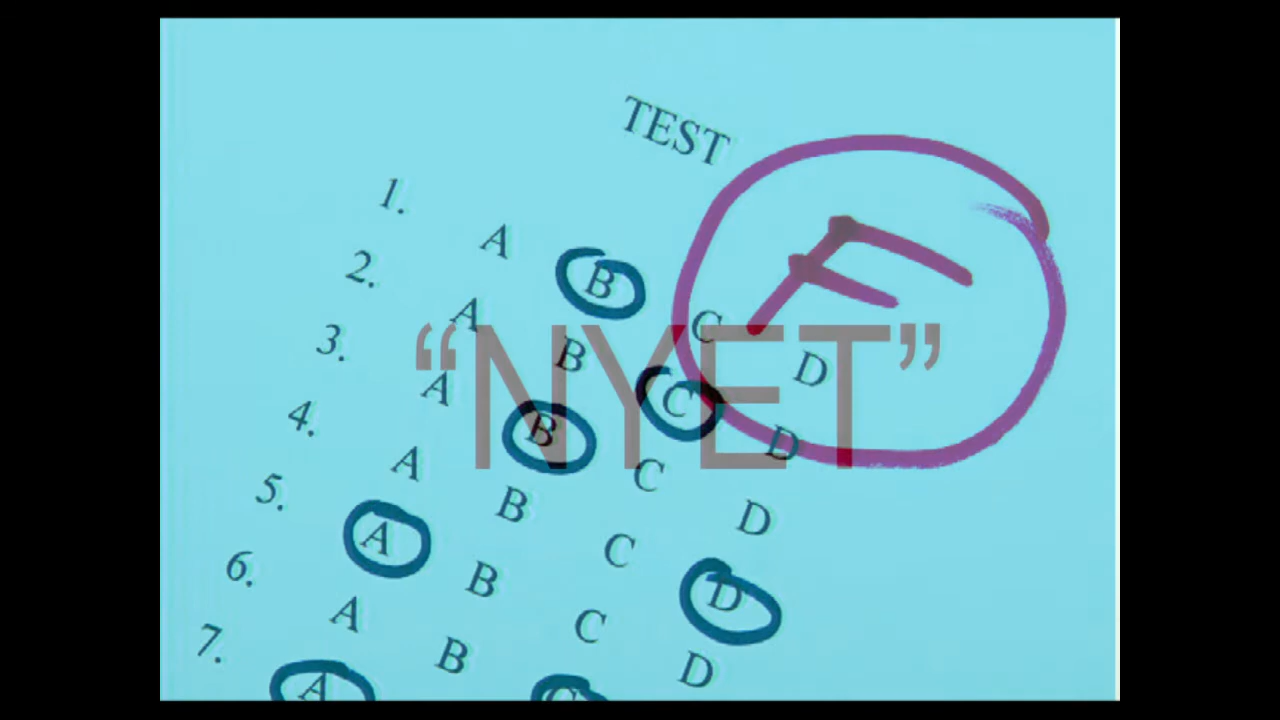 TEST
F
1. A B C D
2. A B C D
3. A B C D
4. A B C D
5. A B C D
6. A B C
7. A
“NYET”